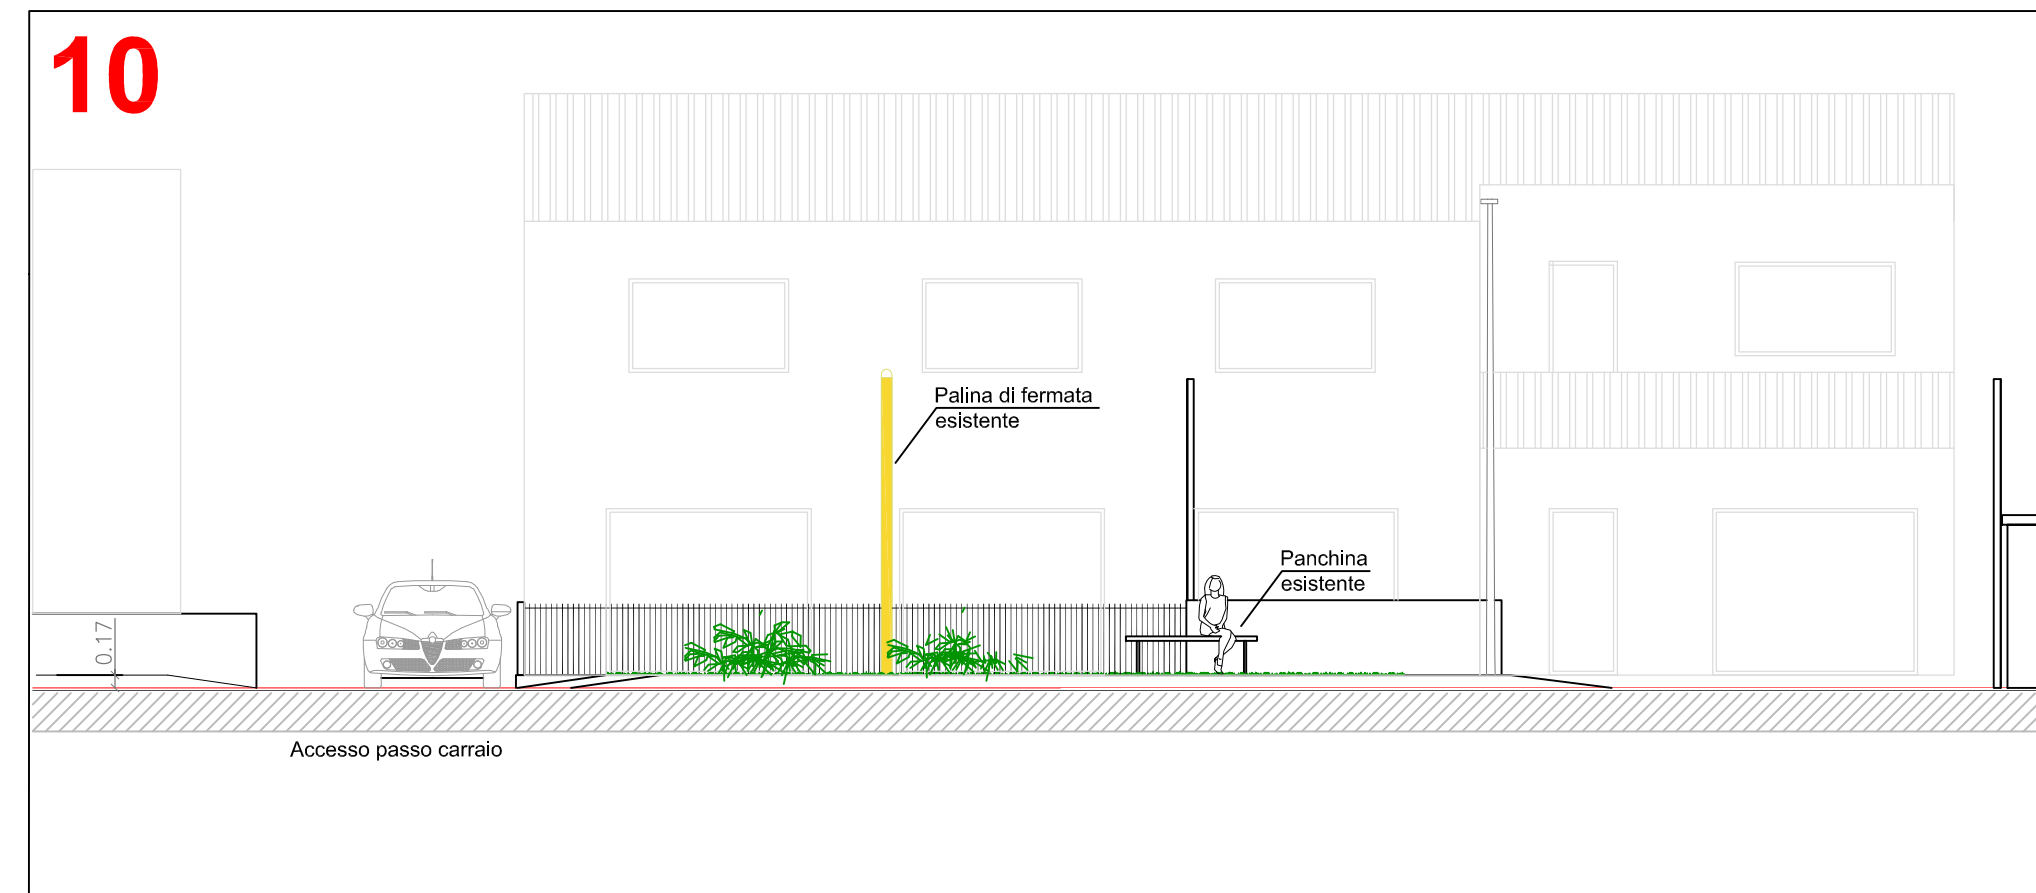 10
Palina di fermata
esistente
Panchina
esistente
0.17
Accesso passo carraio